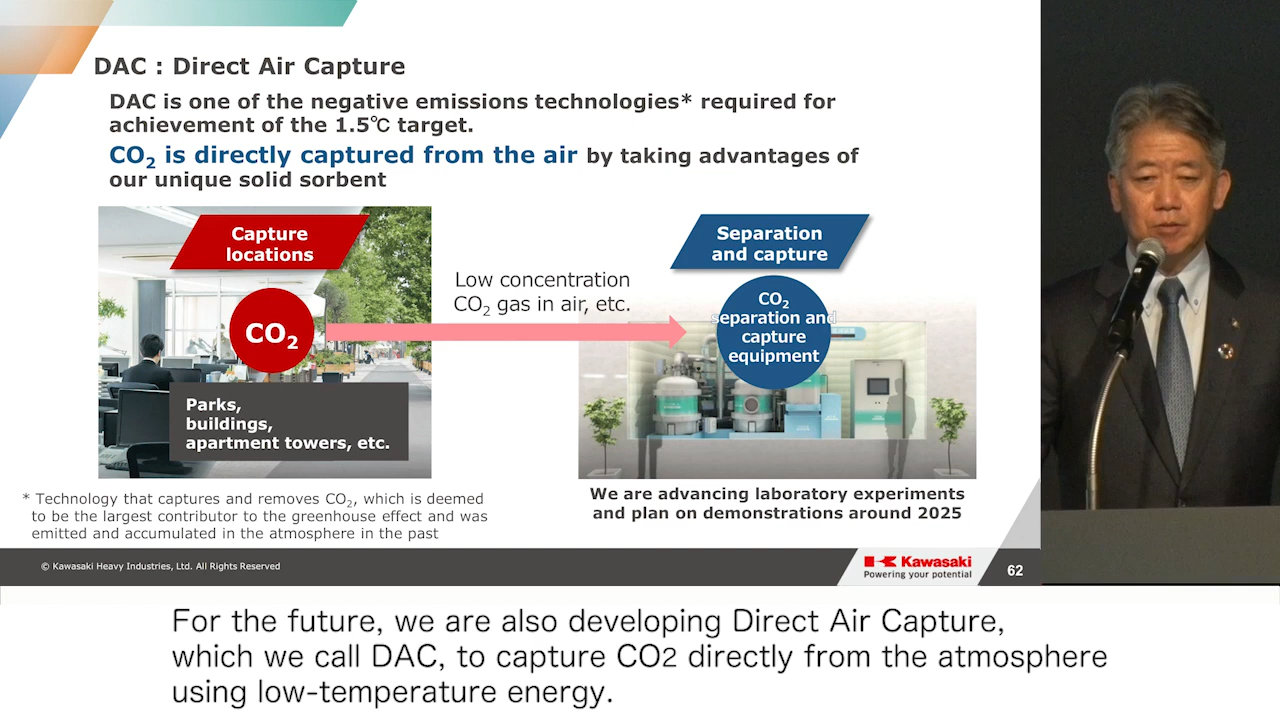 DAC : Direct Air Capture
DAC is one of the negative emissions technologies* required for
achievement of the 1.5℃ target.
CO₂ is directly captured from the air by taking advantages of
our unique solid sorbent
Capture
locations
CO₂
Parks,
buildings,
apartment towers, etc.
Low concentration
CO₂ gas in air, etc.
Separation
and capture
CO₂
separation and
capture
equipment
* Technology that captures and removes CO₂, which is deemed
to be the largest contributor to the greenhouse effect and was
emitted and accumulated in the atmosphere in the past
We are advancing laboratory experiments
and plan on demonstrations around 2025
© Kawasaki Heavy Industries, Ltd. All Rights Reserved
Kawasaki
Powering your potential
62
For the future, we are also developing Direct Air Capture,
which we call DAC, to capture CO2 directly from the atmosphere
using low-temperature energy.